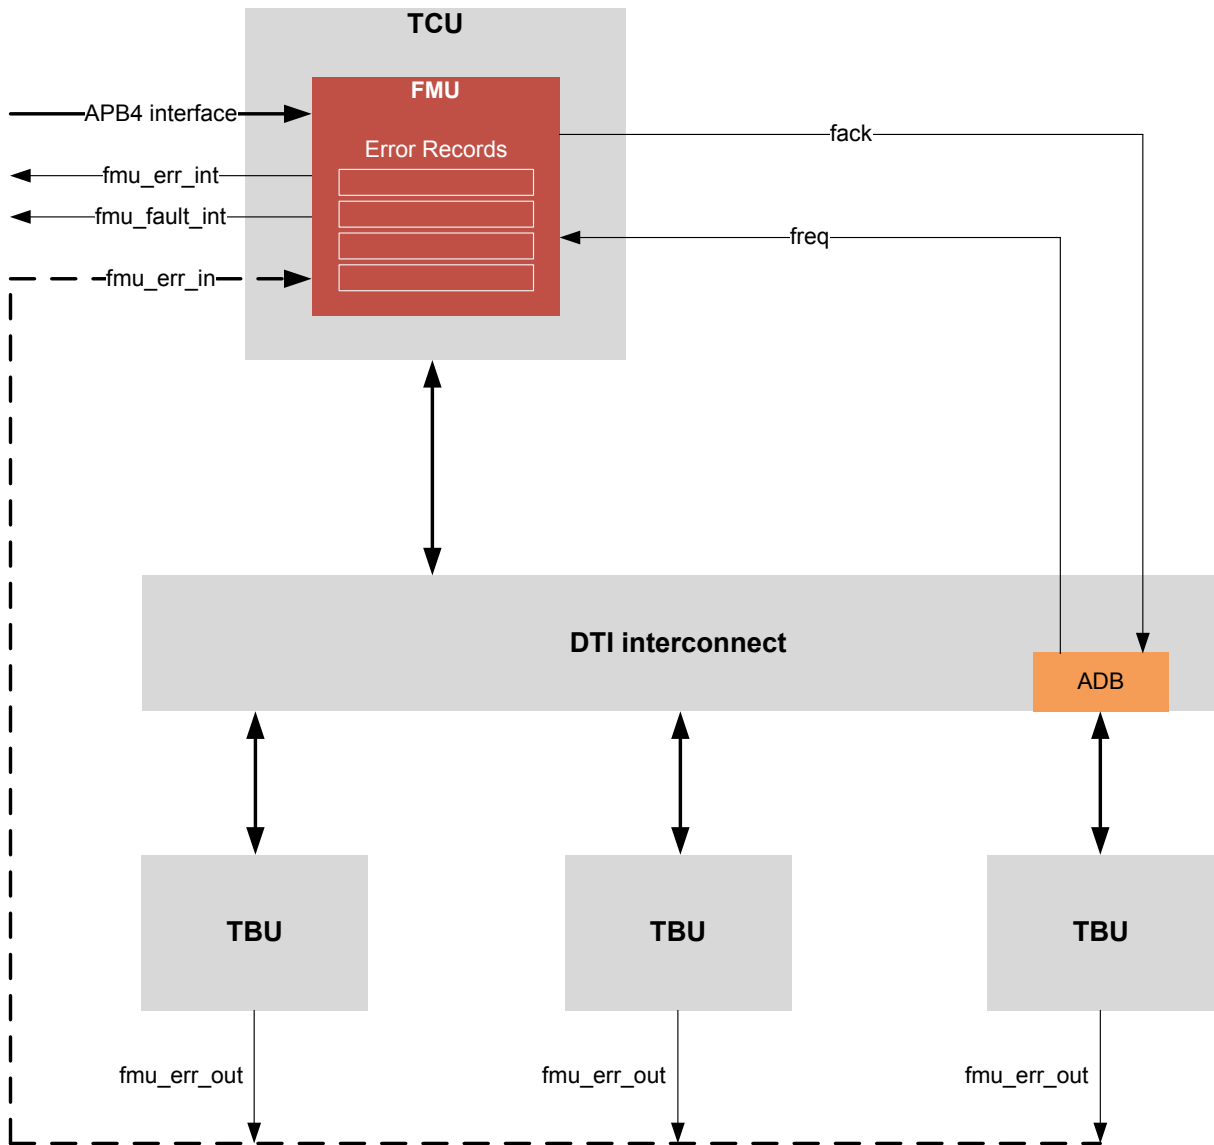 TCU
FMU
APB4 interface
Error Records
fack
fmu_err_int
fmu_fault_int
freq
fmu_err_in
DTI interconnect
ADB
TBU
TBU
TBU
fmu_err_out
fmu_err_out
fmu_err_out